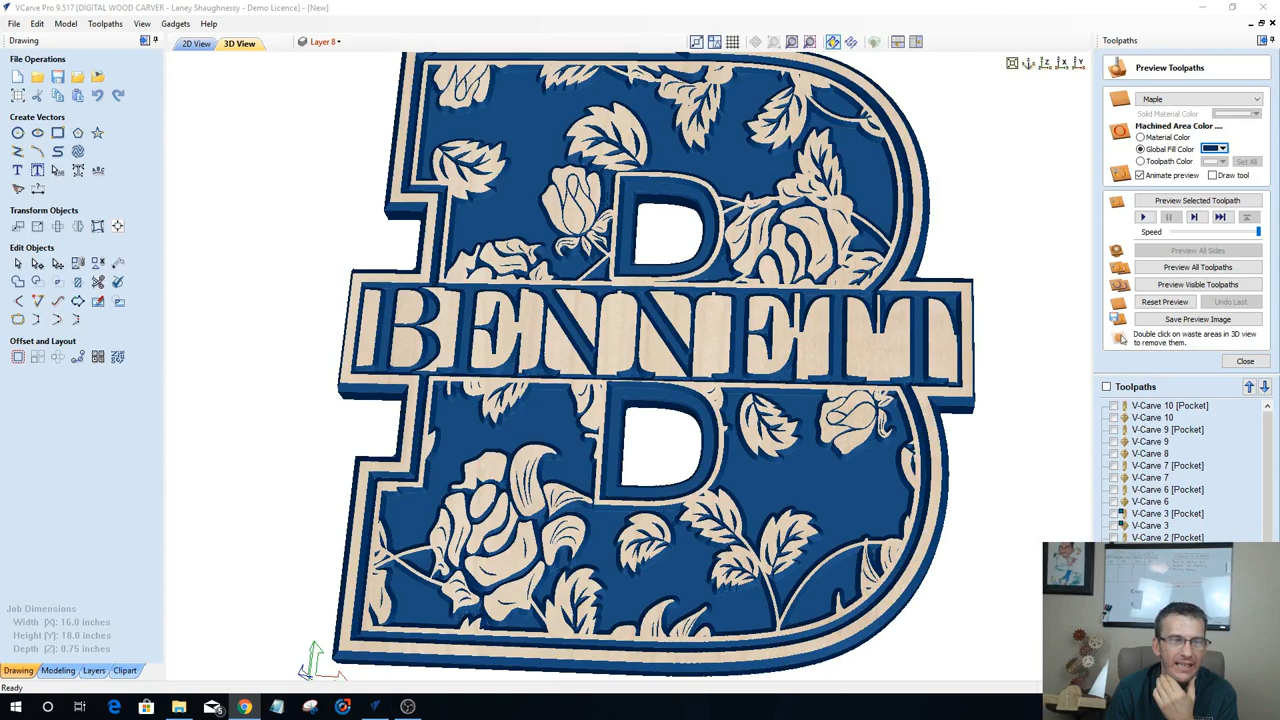 VCarve Pro 9.517 (DIGITAL WOOD CARVER - Laney Shaughnessy - Demo Licence) - [New]
File Edit Model Toolpaths View Gadgets Help
Drawing
2D View 3D View Layer 8
Toolpaths
File Operations
Create Vectors
Transform Objects
Edit Objects
Offset and Layout
Job Dimensions
Width (X): 16.0 inches
Height (Y): 18.0 inches
Depth (Z): 0.75 inches
Drawing Modeling Layers Clipart
Ready
BENNETT
Preview Toolpaths
Maple
Solid Material Color
Machined Area Color ....
Material Color
Global Fill Color
Toolpath Color Set All
Animate preview Draw tool
Preview Selected Toolpath
Speed
Preview All Sides
Preview All Toolpaths
Preview Visible Toolpaths
Reset Preview Undo Last
Save Preview Image
Double click on waste areas in 3D view
to remove them.
Close
Toolpaths
V-Carve 10 [Pocket]
V-Carve 10
V-Carve 9 [Pocket]
V-Carve 9
V-Carve 8
V-Carve 7 [Pocket]
V-Carve 7
V-Carve 6 [Pocket]
V-Carve 6
V-Carve 3 [Pocket]
V-Carve 3
V-Carve 2 [Pocket]